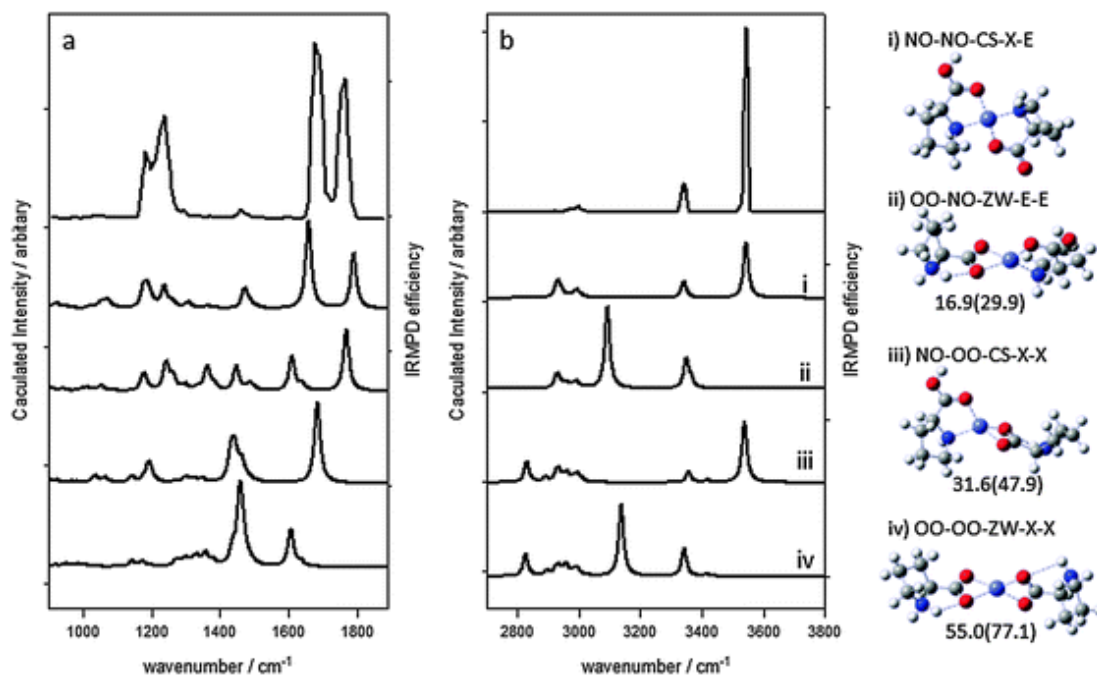 a
Caculated Intensity / arbitary
IRMPD efficiency
1000 1200 1400 1600 1800
wavenumber / cm-1
b
Caculated Intensity / arbitary
IRMPD efficiency
i
ii
iii
iv
2800 3000 3200 3400 3600 3800
wavenumber / cm-1
i) NO-NO-CS-X-E
ii) OO-NO-ZW-E-E
16.9(29.9)
iii) NO-OO-CS-X-X
31.6(47.9)
iv) OO-OO-ZW-X-X
55.0(77.1)